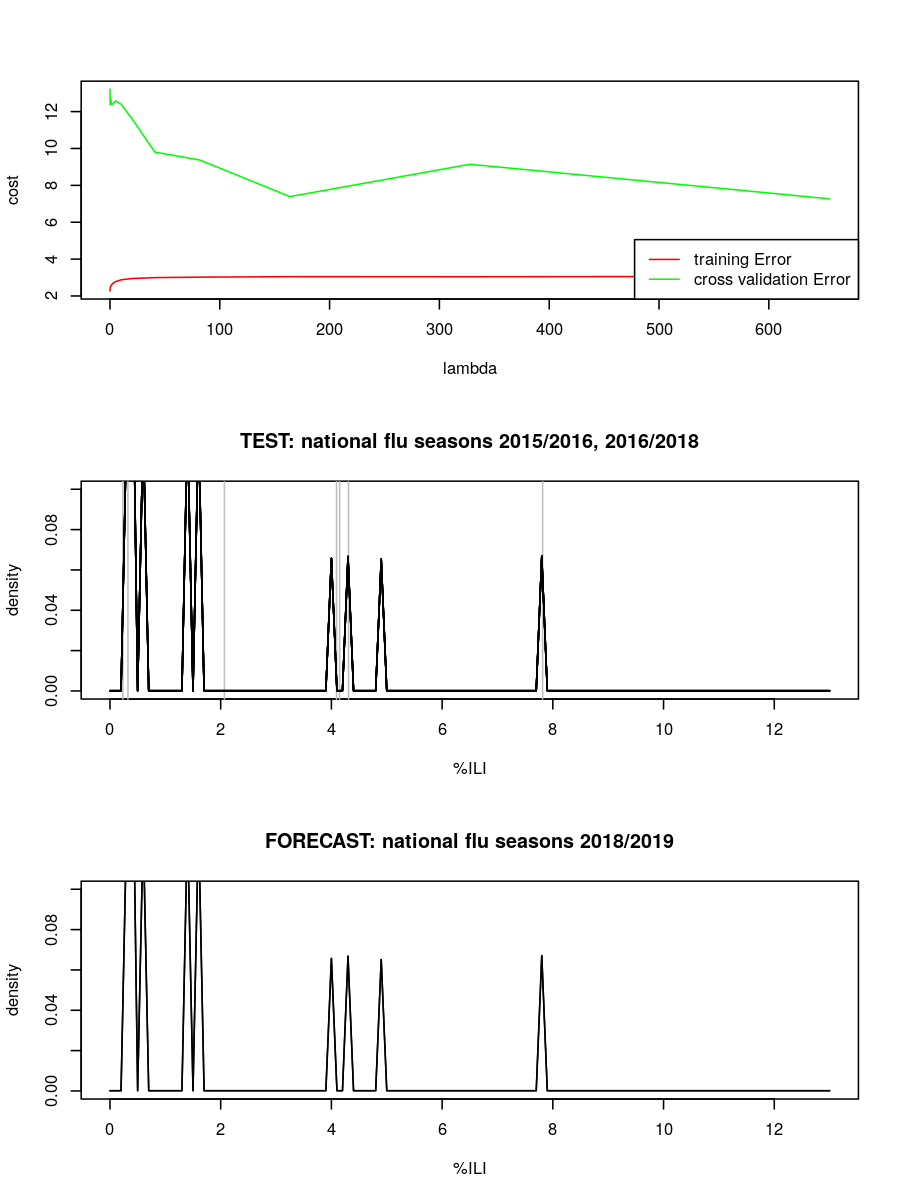 12
10
8
6
4
2
cost
training Error
cross validation Error
0 100 200 300 400 500 600
lambda
TEST: national flu seasons 2015/2016, 2016/2018
0.08
0.04
0.00
density
0 2 4 6 8 10 12
%ILI
FORECAST: national flu seasons 2018/2019
0.08
0.04
0.00
density
0 2 4 6 8 10 12
%ILI